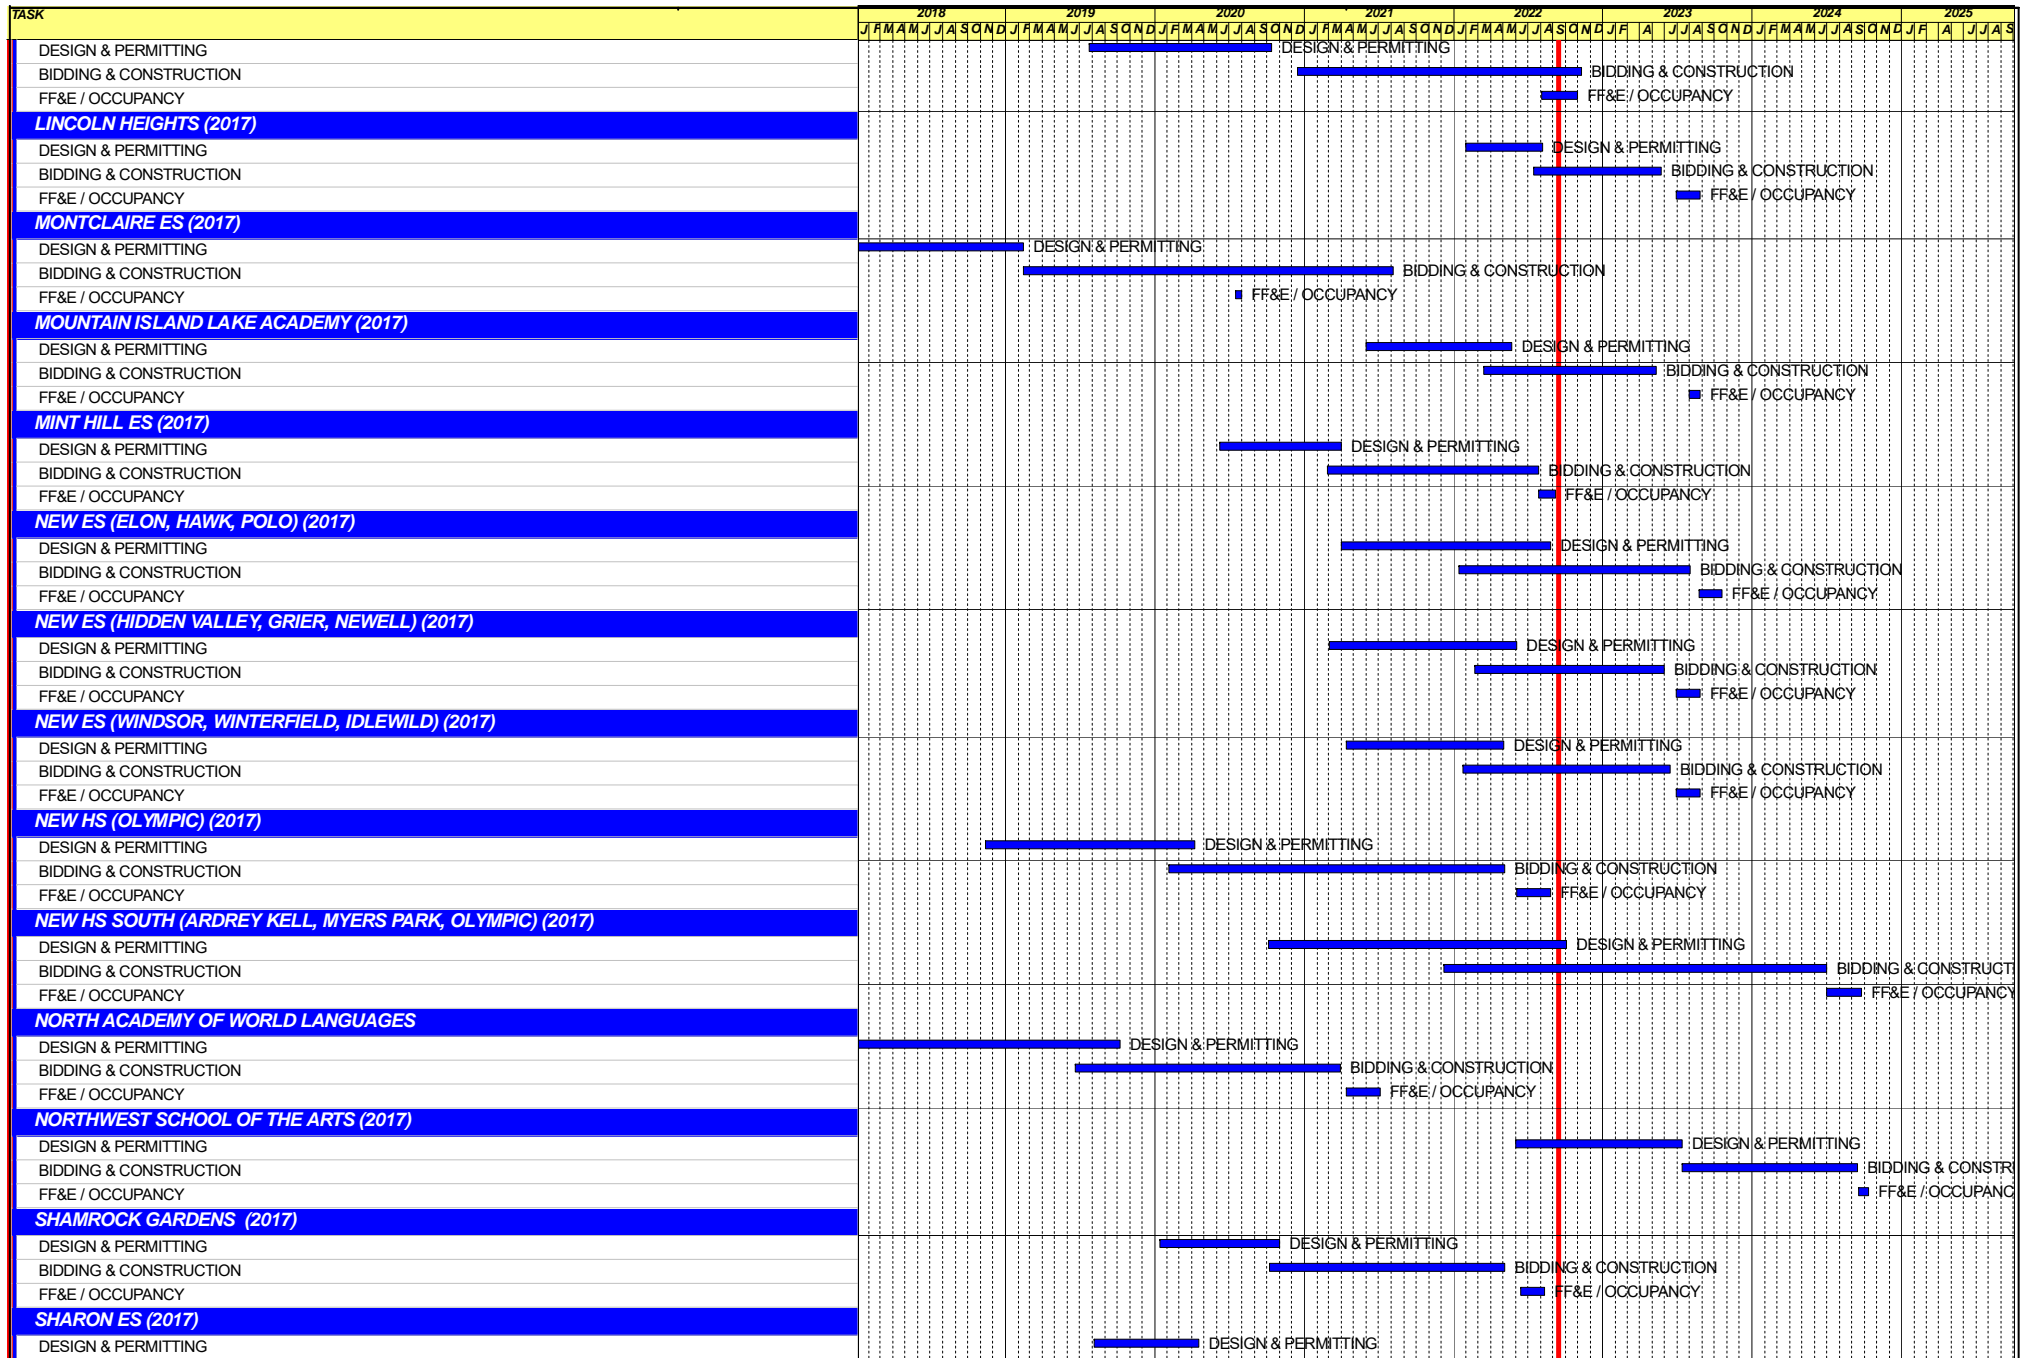 TASK 2018 2019 2020 2021 2022 2023 2024 2025
J F M A M J J A S O N D J F M A M J J A S O N D J F M A M J J A S O N D J F M A M J J A S O N D J F M A M J J A S O N D J F A J J A S O N D J F M A M J J A S O N D J F A J J A S
DESIGN & PERMITTING DESIGN & PERMITTING
BIDDING & CONSTRUCTION BIDDING & CONSTRUCTION
FF&E / OCCUPANCY FF&E / OCCUPANCY
LINCOLN HEIGHTS (2017)
DESIGN & PERMITTING DESIGN & PERMITTING
BIDDING & CONSTRUCTION BIDDING & CONSTRUCTION
FF&E / OCCUPANCY FF&E / OCCUPANCY
MONTCLAIRE ES (2017)
DESIGN & PERMITTING DESIGN & PERMITTING
BIDDING & CONSTRUCTION BIDDING & CONSTRUCTION
FF&E / OCCUPANCY FF&E / OCCUPANCY
MOUNTAIN ISLAND LAKE ACADEMY (2017)
DESIGN & PERMITTING DESIGN & PERMITTING
BIDDING & CONSTRUCTION BIDDING & CONSTRUCTION
FF&E / OCCUPANCY FF&E / OCCUPANCY
MINT HILL ES (2017)
DESIGN & PERMITTING DESIGN & PERMITTING
BIDDING & CONSTRUCTION BIDDING & CONSTRUCTION
FF&E / OCCUPANCY FF&E / OCCUPANCY
NEW ES (ELON, HAWK, POLO) (2017)
DESIGN & PERMITTING DESIGN & PERMITTING
BIDDING & CONSTRUCTION BIDDING & CONSTRUCTION
FF&E / OCCUPANCY FF&E / OCCUPANCY
NEW ES (HIDDEN VALLEY, GRIER, NEWELL) (2017)
DESIGN & PERMITTING DESIGN & PERMITTING
BIDDING & CONSTRUCTION BIDDING & CONSTRUCTION
FF&E / OCCUPANCY FF&E / OCCUPANCY
NEW ES (WINDSOR, WINTERFIELD, IDLEWILD) (2017)
DESIGN & PERMITTING DESIGN & PERMITTING
BIDDING & CONSTRUCTION BIDDING & CONSTRUCTION
FF&E / OCCUPANCY FF&E / OCCUPANCY
NEW HS (OLYMPIC) (2017)
DESIGN & PERMITTING DESIGN & PERMITTING
BIDDING & CONSTRUCTION BIDDING & CONSTRUCTION
FF&E / OCCUPANCY FF&E / OCCUPANCY
NEW HS SOUTH (ARDREY KELL, MYERS PARK, OLYMPIC) (2017)
DESIGN & PERMITTING DESIGN & PERMITTING
BIDDING & CONSTRUCTION BIDDING & CONSTRUCT
FF&E / OCCUPANCY FF&E / OCCUPANCY
NORTH ACADEMY OF WORLD LANGUAGES
DESIGN & PERMITTING DESIGN & PERMITTING
BIDDING & CONSTRUCTION BIDDING & CONSTRUCTION
FF&E / OCCUPANCY FF&E / OCCUPANCY
NORTHWEST SCHOOL OF THE ARTS (2017)
DESIGN & PERMITTING DESIGN & PERMITTING
BIDDING & CONSTRUCTION BIDDING & CONSTR
FF&E / OCCUPANCY FF&E / OCCUPANC
SHAMROCK GARDENS (2017)
DESIGN & PERMITTING DESIGN & PERMITTING
BIDDING & CONSTRUCTION BIDDING & CONSTRUCTION
FF&E / OCCUPANCY FF&E / OCCUPANCY
SHARON ES (2017)
DESIGN & PERMITTING DESIGN & PERMITTING